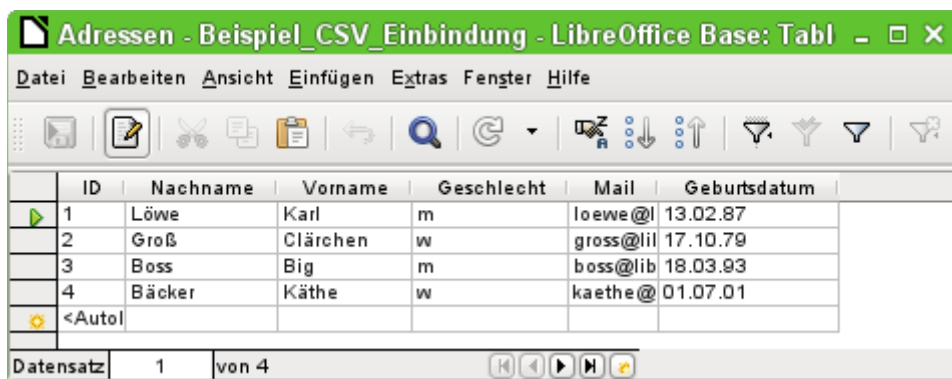 Adressen - Beispiel_CSV_Einbindung - LibreOffice Base: Tabl
Datei Bearbeiten Ansicht Einfügen Extras Fenster Hilfe
ID Nachname Vorname Geschlecht Mail Geburtsdatum
1 Löwe Karl m loewe@l 13.02.87
2 Groß Clärchen w gross@lil 17.10.79
3 Boss Big m boss@lib 18.03.93
4 Bäcker Käthe w kaethe@ 01.07.01
<Autol
Datensatz 1 von 4